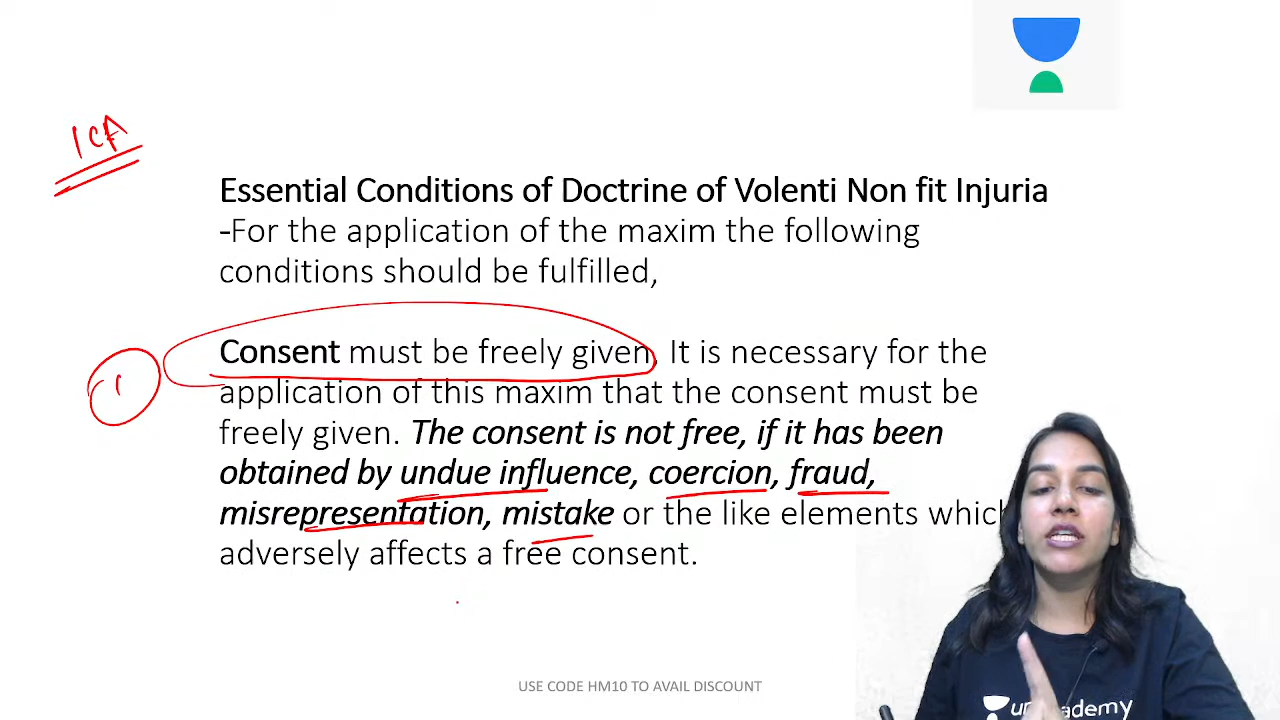 ICA
Essential Conditions of Doctrine of Volenti Non fit Injuria
-For the application of the maxim the following
conditions should be fulfilled,
1
Consent must be freely given. It is necessary for the
application of this maxim that the consent must be
freely given. The consent is not free, if it has been
obtained by undue influence, coercion, fraud,
misrepresentation, mistake or the like elements which
adversely affects a free consent.
USE CODE HM10 TO AVAIL DISCOUNT